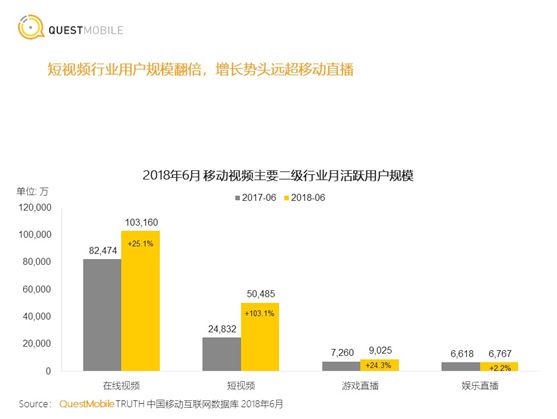 QUESTMOBILE
短视频行业用户规模翻倍，增长势头远超移动直播
2018年6月 移动视频主要二级行业月活跃用户规模
单位: 万
2017-06 2018-06
120,000
100,000
80,000
60,000
40,000
20,000
0
82,474 103,160
+25.1%
24,832 50,485
+103.1%
7,260 9,025
+24.3%
6,618 6,767
+2.2%
在线视频 短视频 游戏直播 娱乐直播
Source： QuestMobile TRUTH 中国移动互联网数据库 2018年6月